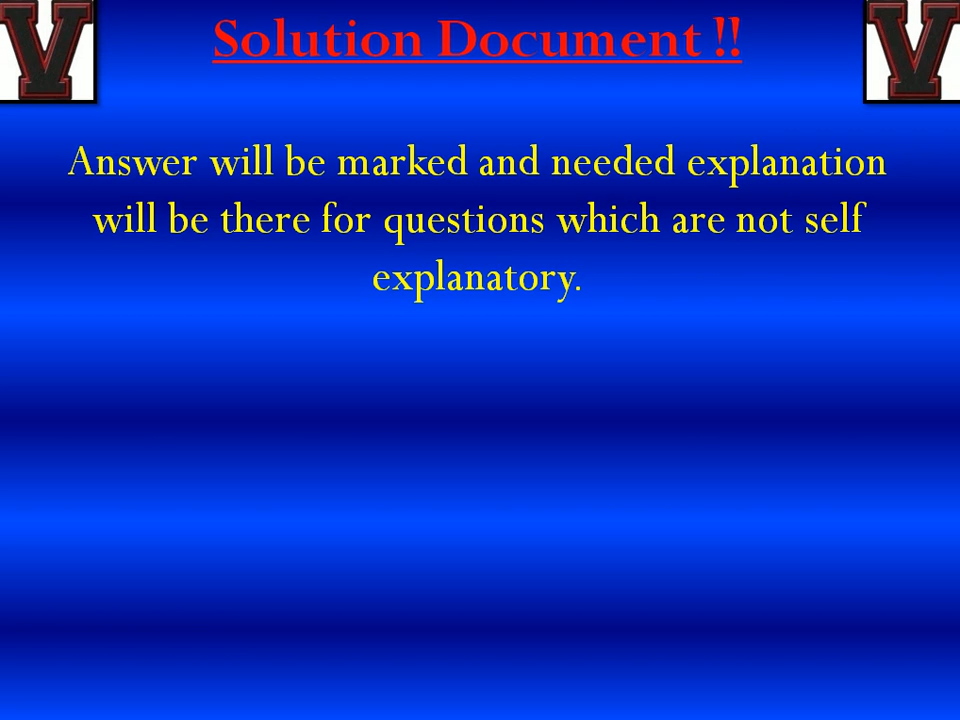 V
Solution Document !!
V
Answer will be marked and needed explanation
will be there for questions which are not self
explanatory.